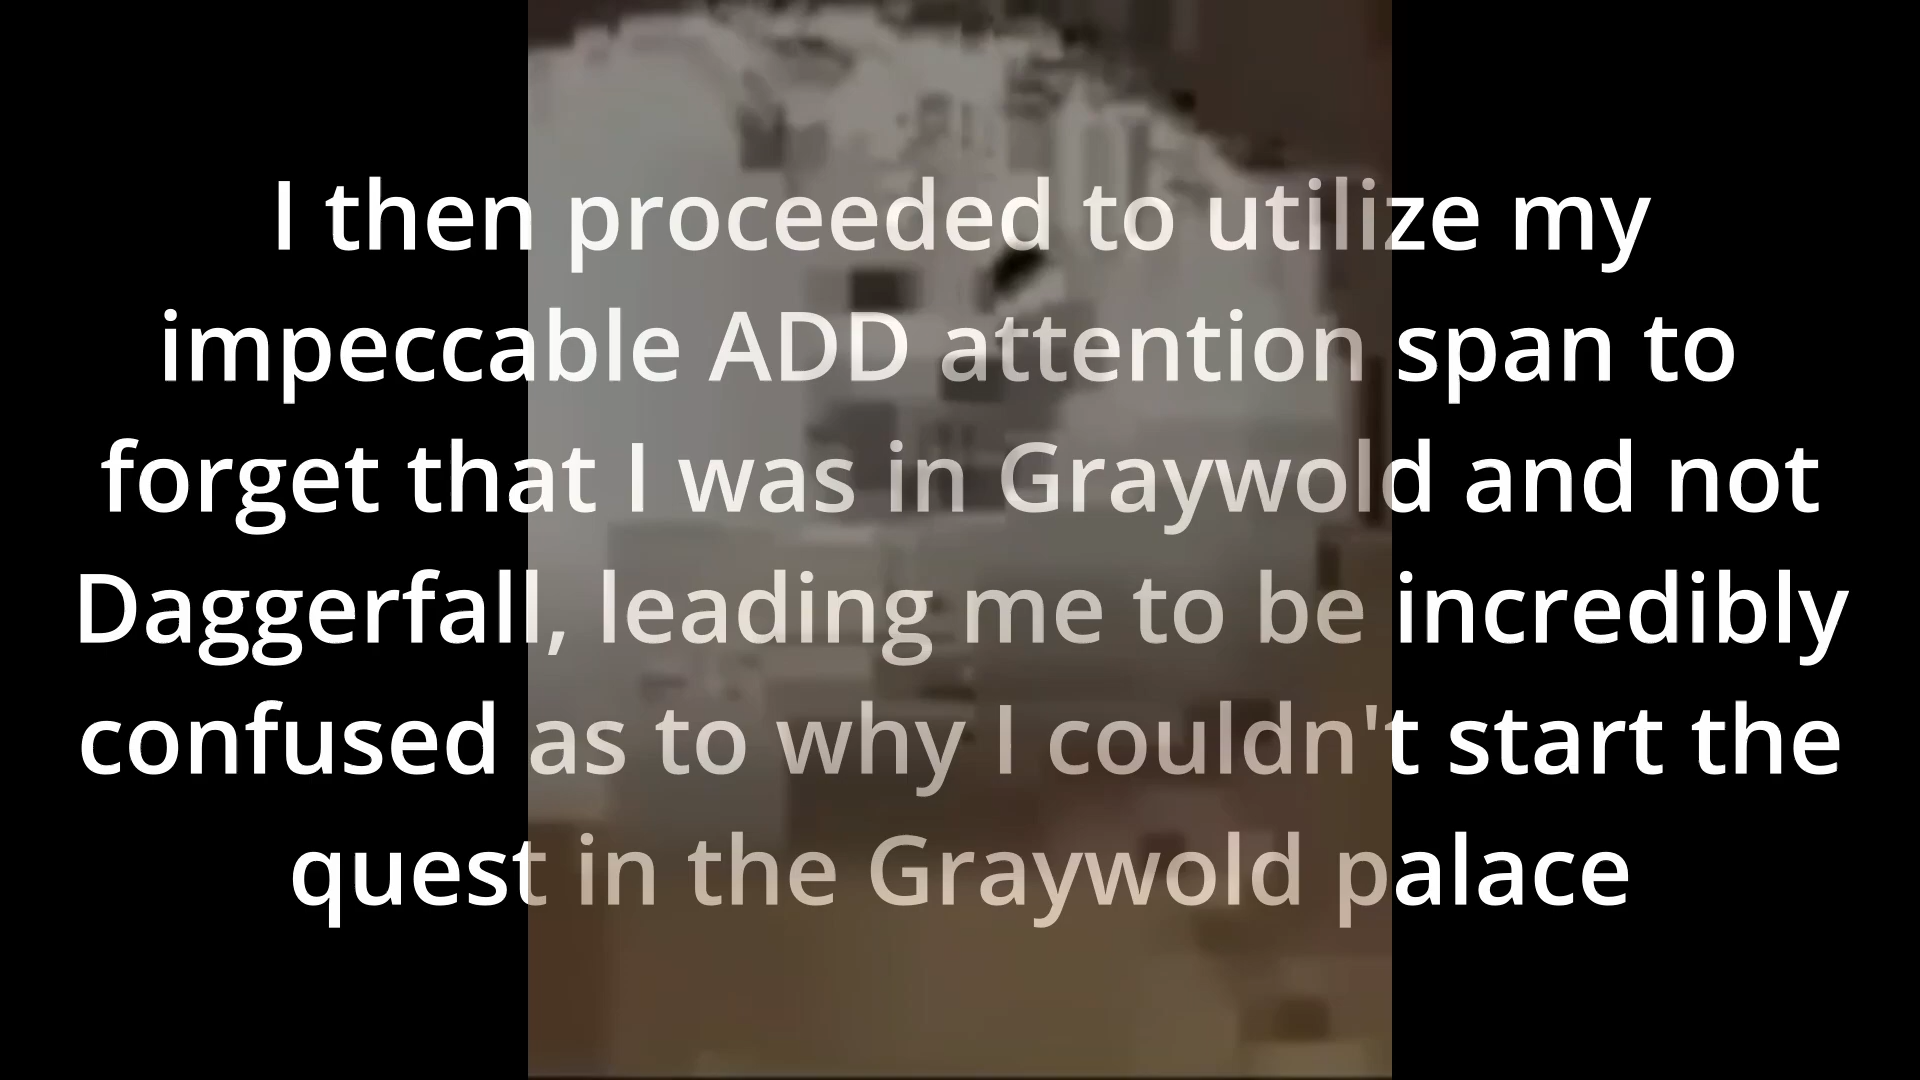 I then proceeded to utilize my
impeccable ADD attention span to
forget that I was in Graywold and not
Daggerfall, leading me to be incredibly
confused as to why I couldn't start the
quest in the Graywold palace